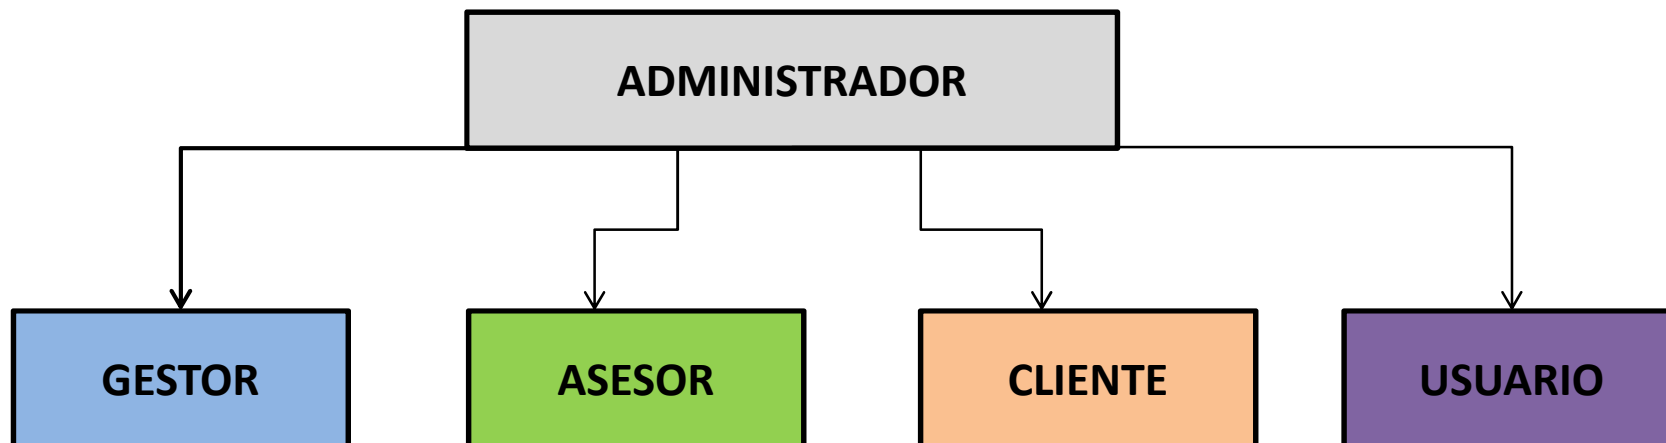 ADMINISTRADOR
GESTOR
ASESOR
CLIENTE
USUARIO